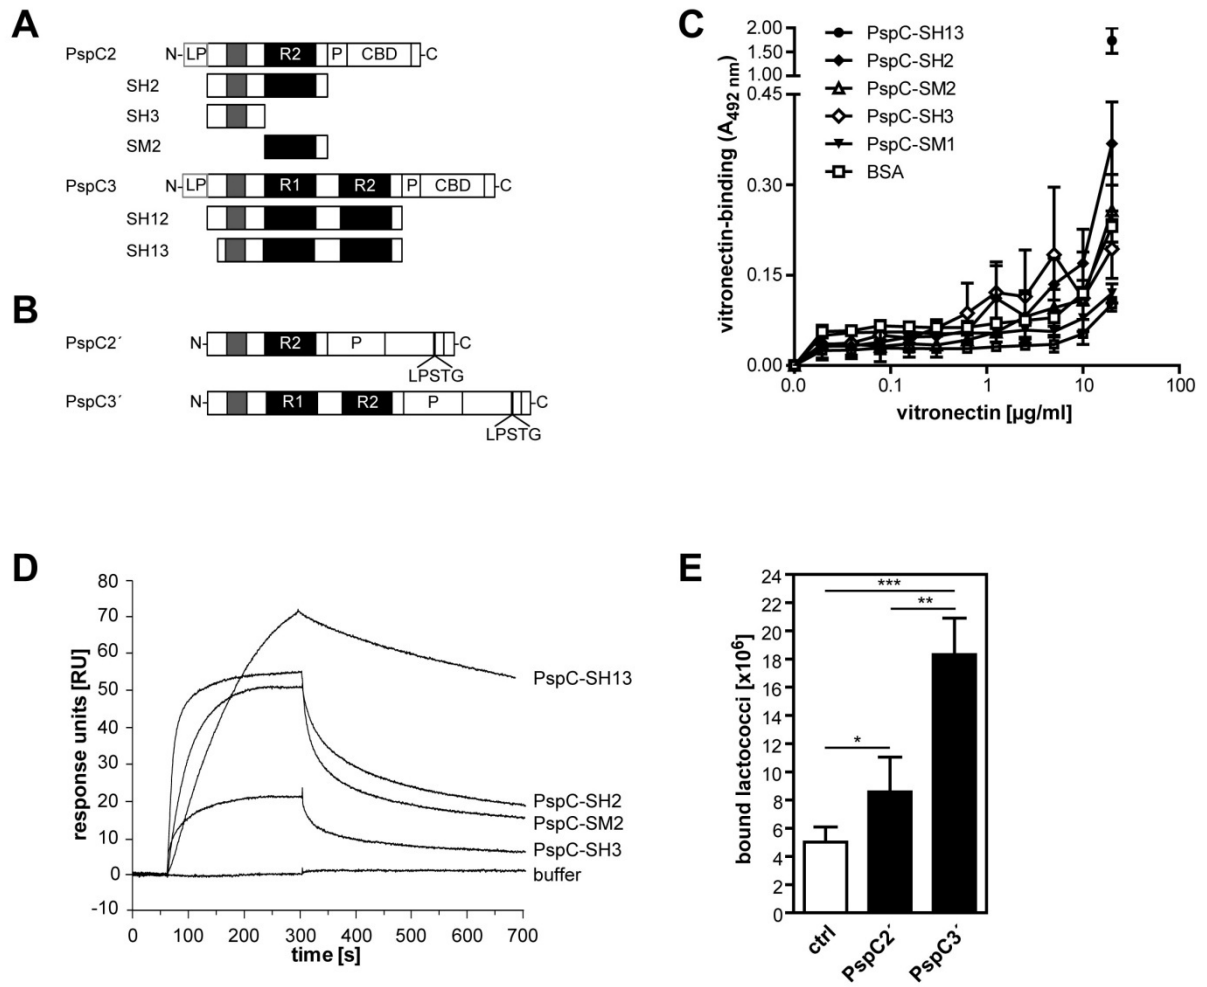 A
PspC2 N- LP R2 P CBD -C
SH2
SH3
SM2
PspC3 N- LP R1 R2 P CBD -C
SH12
SH13
B
PspC2´ N- R2 P -C
LPSTG
PspC3´ N- R1 R2 P -C
LPSTG
C
vitronectin-binding (A492 nm)
2.00
1.50
1.00
0.45
0.30
0.15
0.00
PspC-SH13
PspC-SH2
PspC-SM2
PspC-SH3
PspC-SM1
BSA
0.0 0.1 1 10 100
vitronectin [µg/ml]
D
response units [RU]
80
70
60
50
40
30
20
10
0
-10
PspC-SH13
PspC-SH2
PspC-SM2
PspC-SH3
buffer
0 100 200 300 400 500 600 700
time [s]
E
bound lactococci [x10⁶]
24
22
20
18
16
14
12
10
8
6
4
2
0
***
**
*
ctrl PspC2´ PspC3´